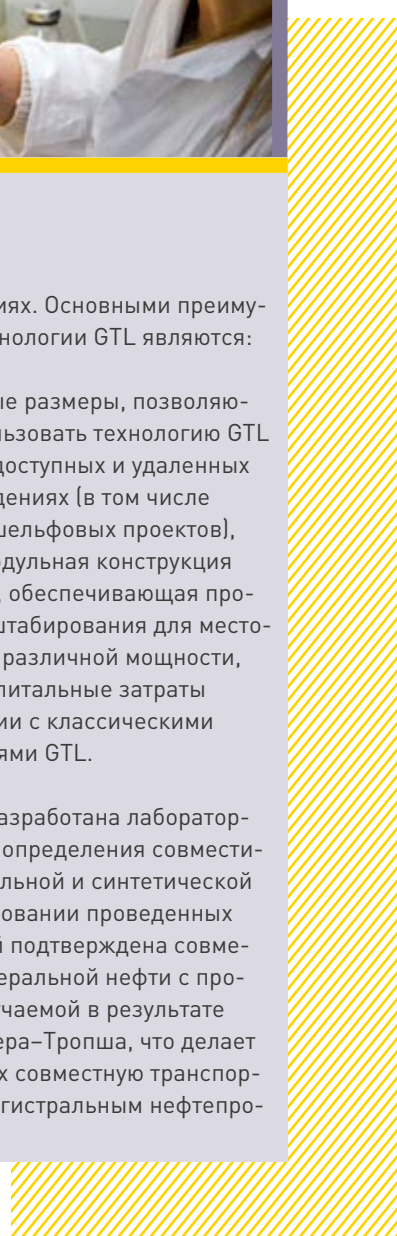 иях. Основными преиму-
нологии GTL являются:
ые размеры, позволяю-
льзовать технологию GTL
доступных и удаленных
дениях (в том числе
шельфовых проектов),
дульная конструкция
, обеспечивающая про-
штабирования для место-
различной мощности,
питальные затраты
ии с классическими
ями GTL.
азработана лаборатор-
определения совмести-
льной и синтетической
овании проведенных
й подтверждена совме-
еральной нефти с про-
учаемой в результате
ера–Тропша, что делает
х совместную транспор-
гистральным нефтепро-